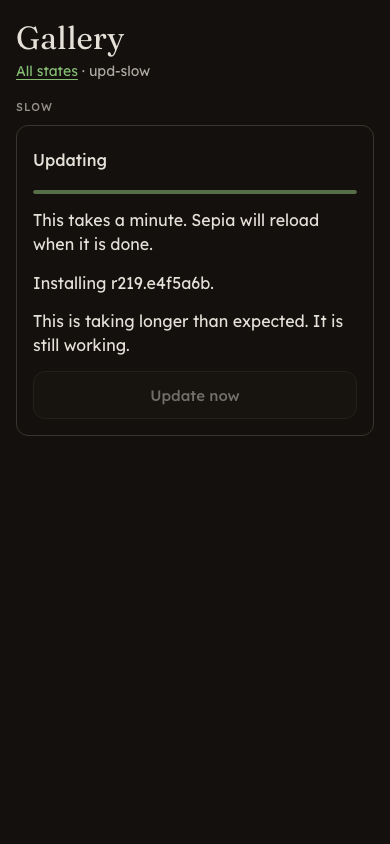 Gallery
All states · upd-slow
SLOW
Updating
This takes a minute. Sepia will reload
when it is done.
Installing r219.e4f5a6b.
This is taking longer than expected. It is
still working.
Update now